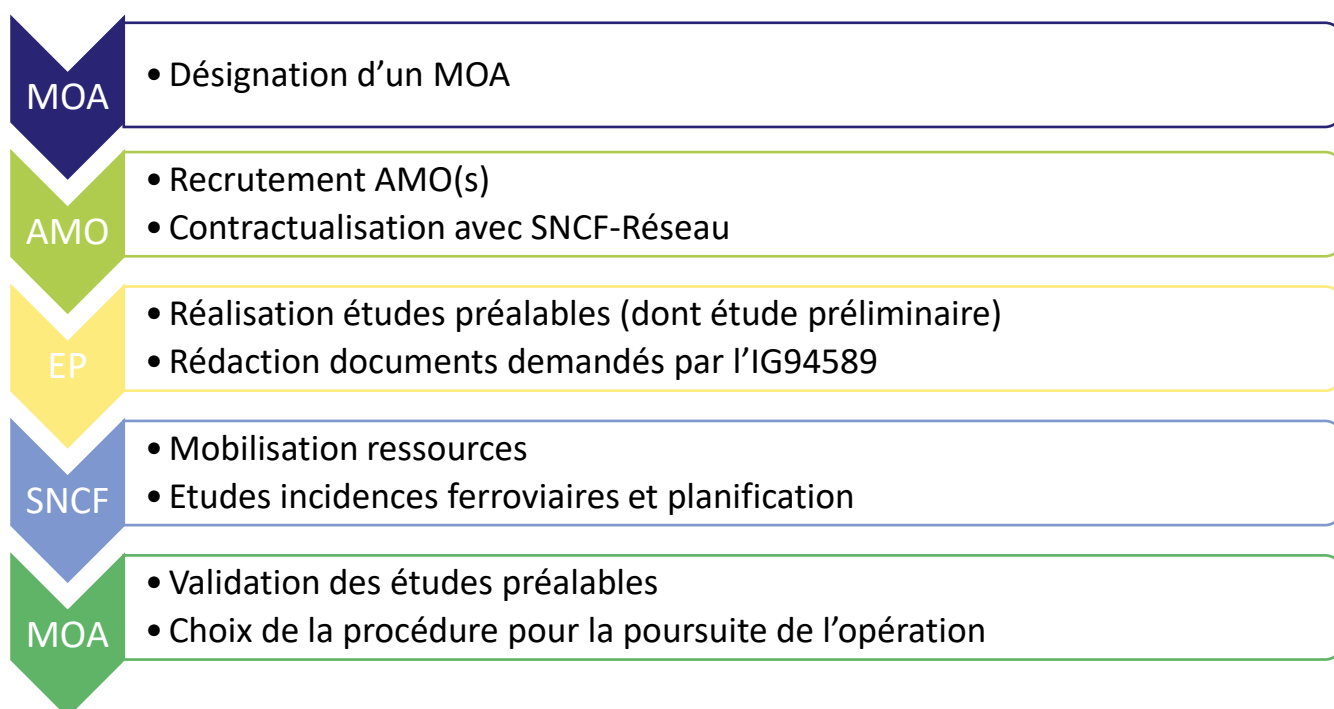 MOA
• Désignation d’un MOA
AMO
• Recrutement AMO(s)
• Contractualisation avec SNCF-Réseau
EP
• Réalisation études préalables (dont étude préliminaire)
• Rédaction documents demandés par l’IG94589
SNCF
• Mobilisation ressources
• Etudes incidences ferroviaires et planification
MOA
• Validation des études préalables
• Choix de la procédure pour la poursuite de l’opération